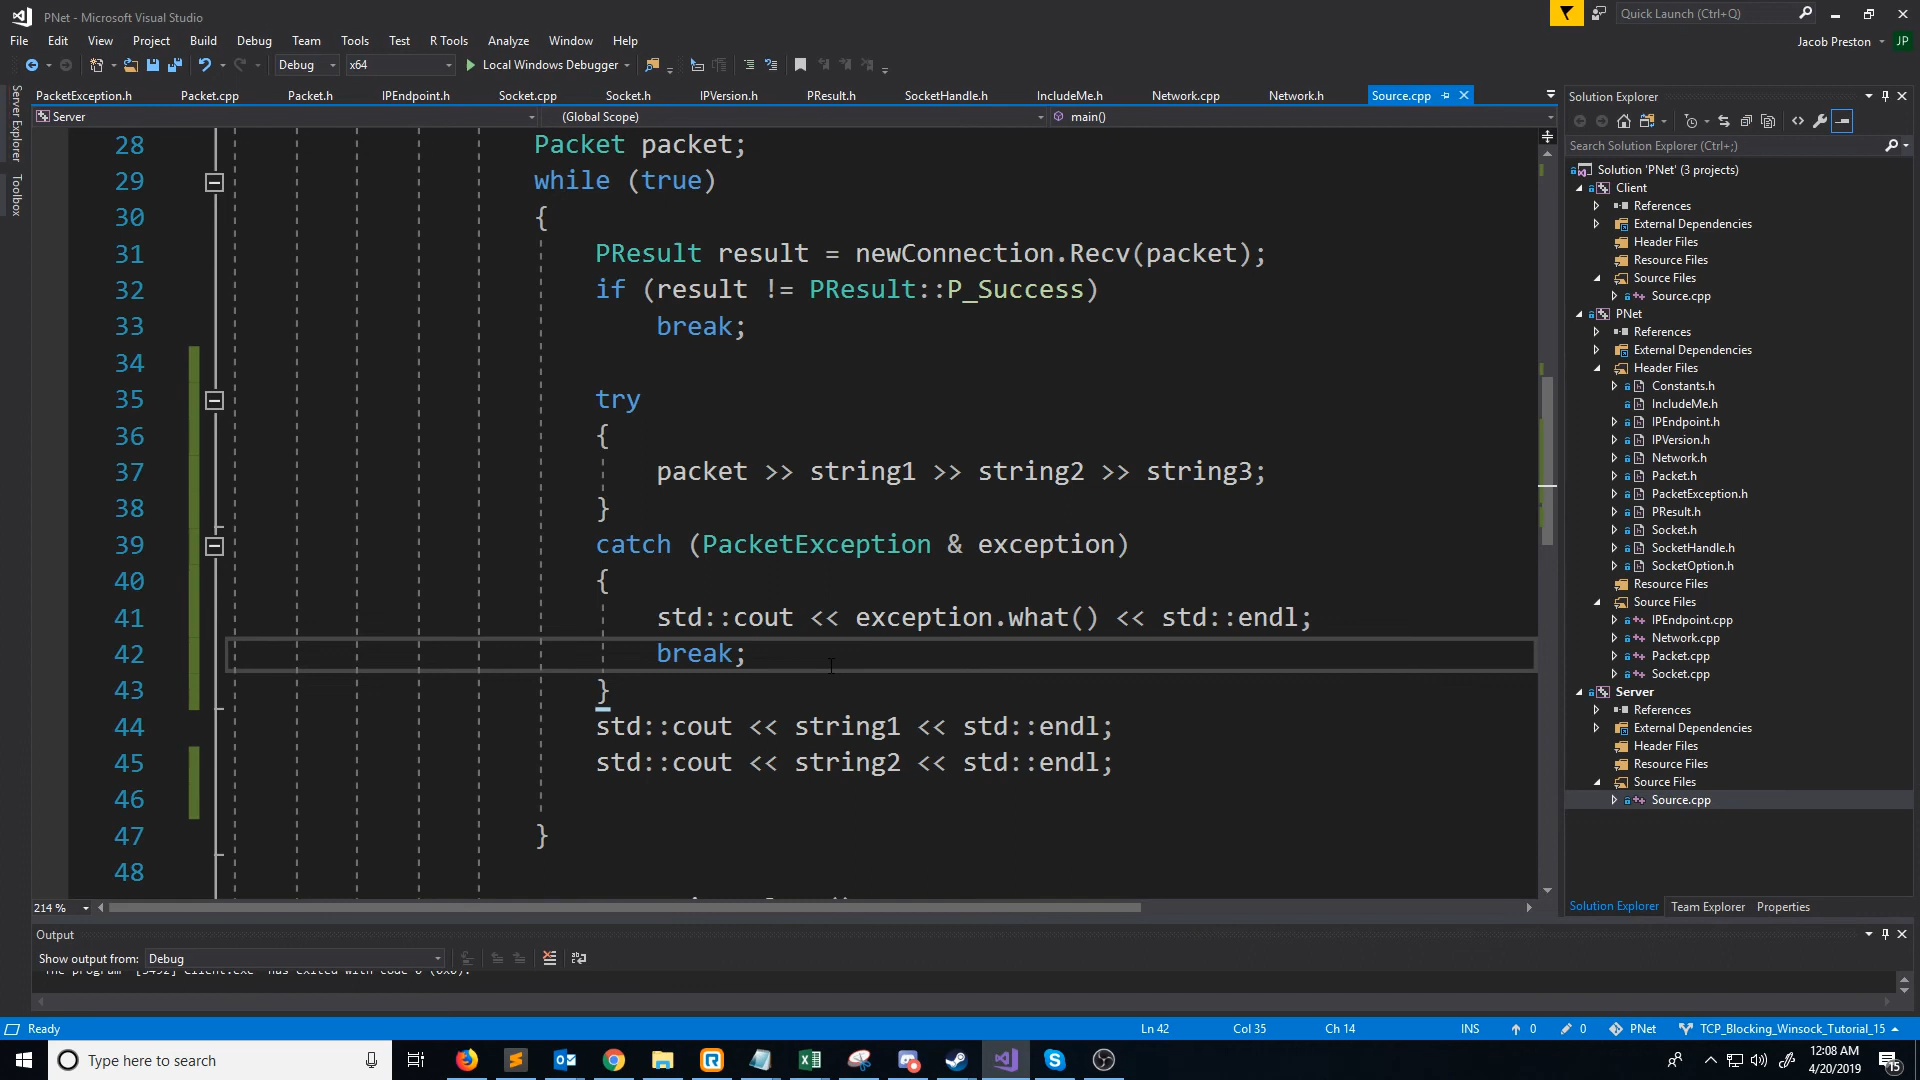 PNet - Microsoft Visual Studio
Quick Launch (Ctrl+Q)
File Edit View Project Build Debug Team Tools Test R Tools Analyze Window Help
Jacob Preston JP
Debug x64 Local Windows Debugger
PacketException.h Packet.cpp Packet.h IPEndpoint.h Socket.cpp Socket.h IPVersion.h PResult.h SocketHandle.h IncludeMe.h Network.cpp Network.h Source.cpp
Server (Global Scope) main()
Server Explorer
Toolbox
28 Packet packet;
29 while (true)
30 {
31 PResult result = newConnection.Recv(packet);
32 if (result != PResult::P_Success)
33 break;
34
35 try
36 {
37 packet >> string1 >> string2 >> string3;
38 }
39 catch (PacketException & exception)
40 {
41 std::cout << exception.what() << std::endl;
42 break;
43 }
44 std::cout << string1 << std::endl;
45 std::cout << string2 << std::endl;
46
47 }
48
214 %
Solution Explorer
Search Solution Explorer (Ctrl+;)
Solution 'PNet' (3 projects)
Client
References
External Dependencies
Header Files
Resource Files
Source Files
Source.cpp
PNet
References
External Dependencies
Header Files
Constants.h
IncludeMe.h
IPEndpoint.h
IPVersion.h
Network.h
Packet.h
PacketException.h
PResult.h
Socket.h
SocketHandle.h
SocketOption.h
Resource Files
Source Files
IPEndpoint.cpp
Network.cpp
Packet.cpp
Socket.cpp
Server
References
External Dependencies
Header Files
Resource Files
Source Files
Source.cpp
Solution Explorer Team Explorer Properties
Output
Show output from: Debug
Ready Ln 42 Col 35 Ch 14 INS 0 0 PNet TCP_Blocking_Winsock_Tutorial_15
Type here to search
12:08 AM
4/20/2019
15